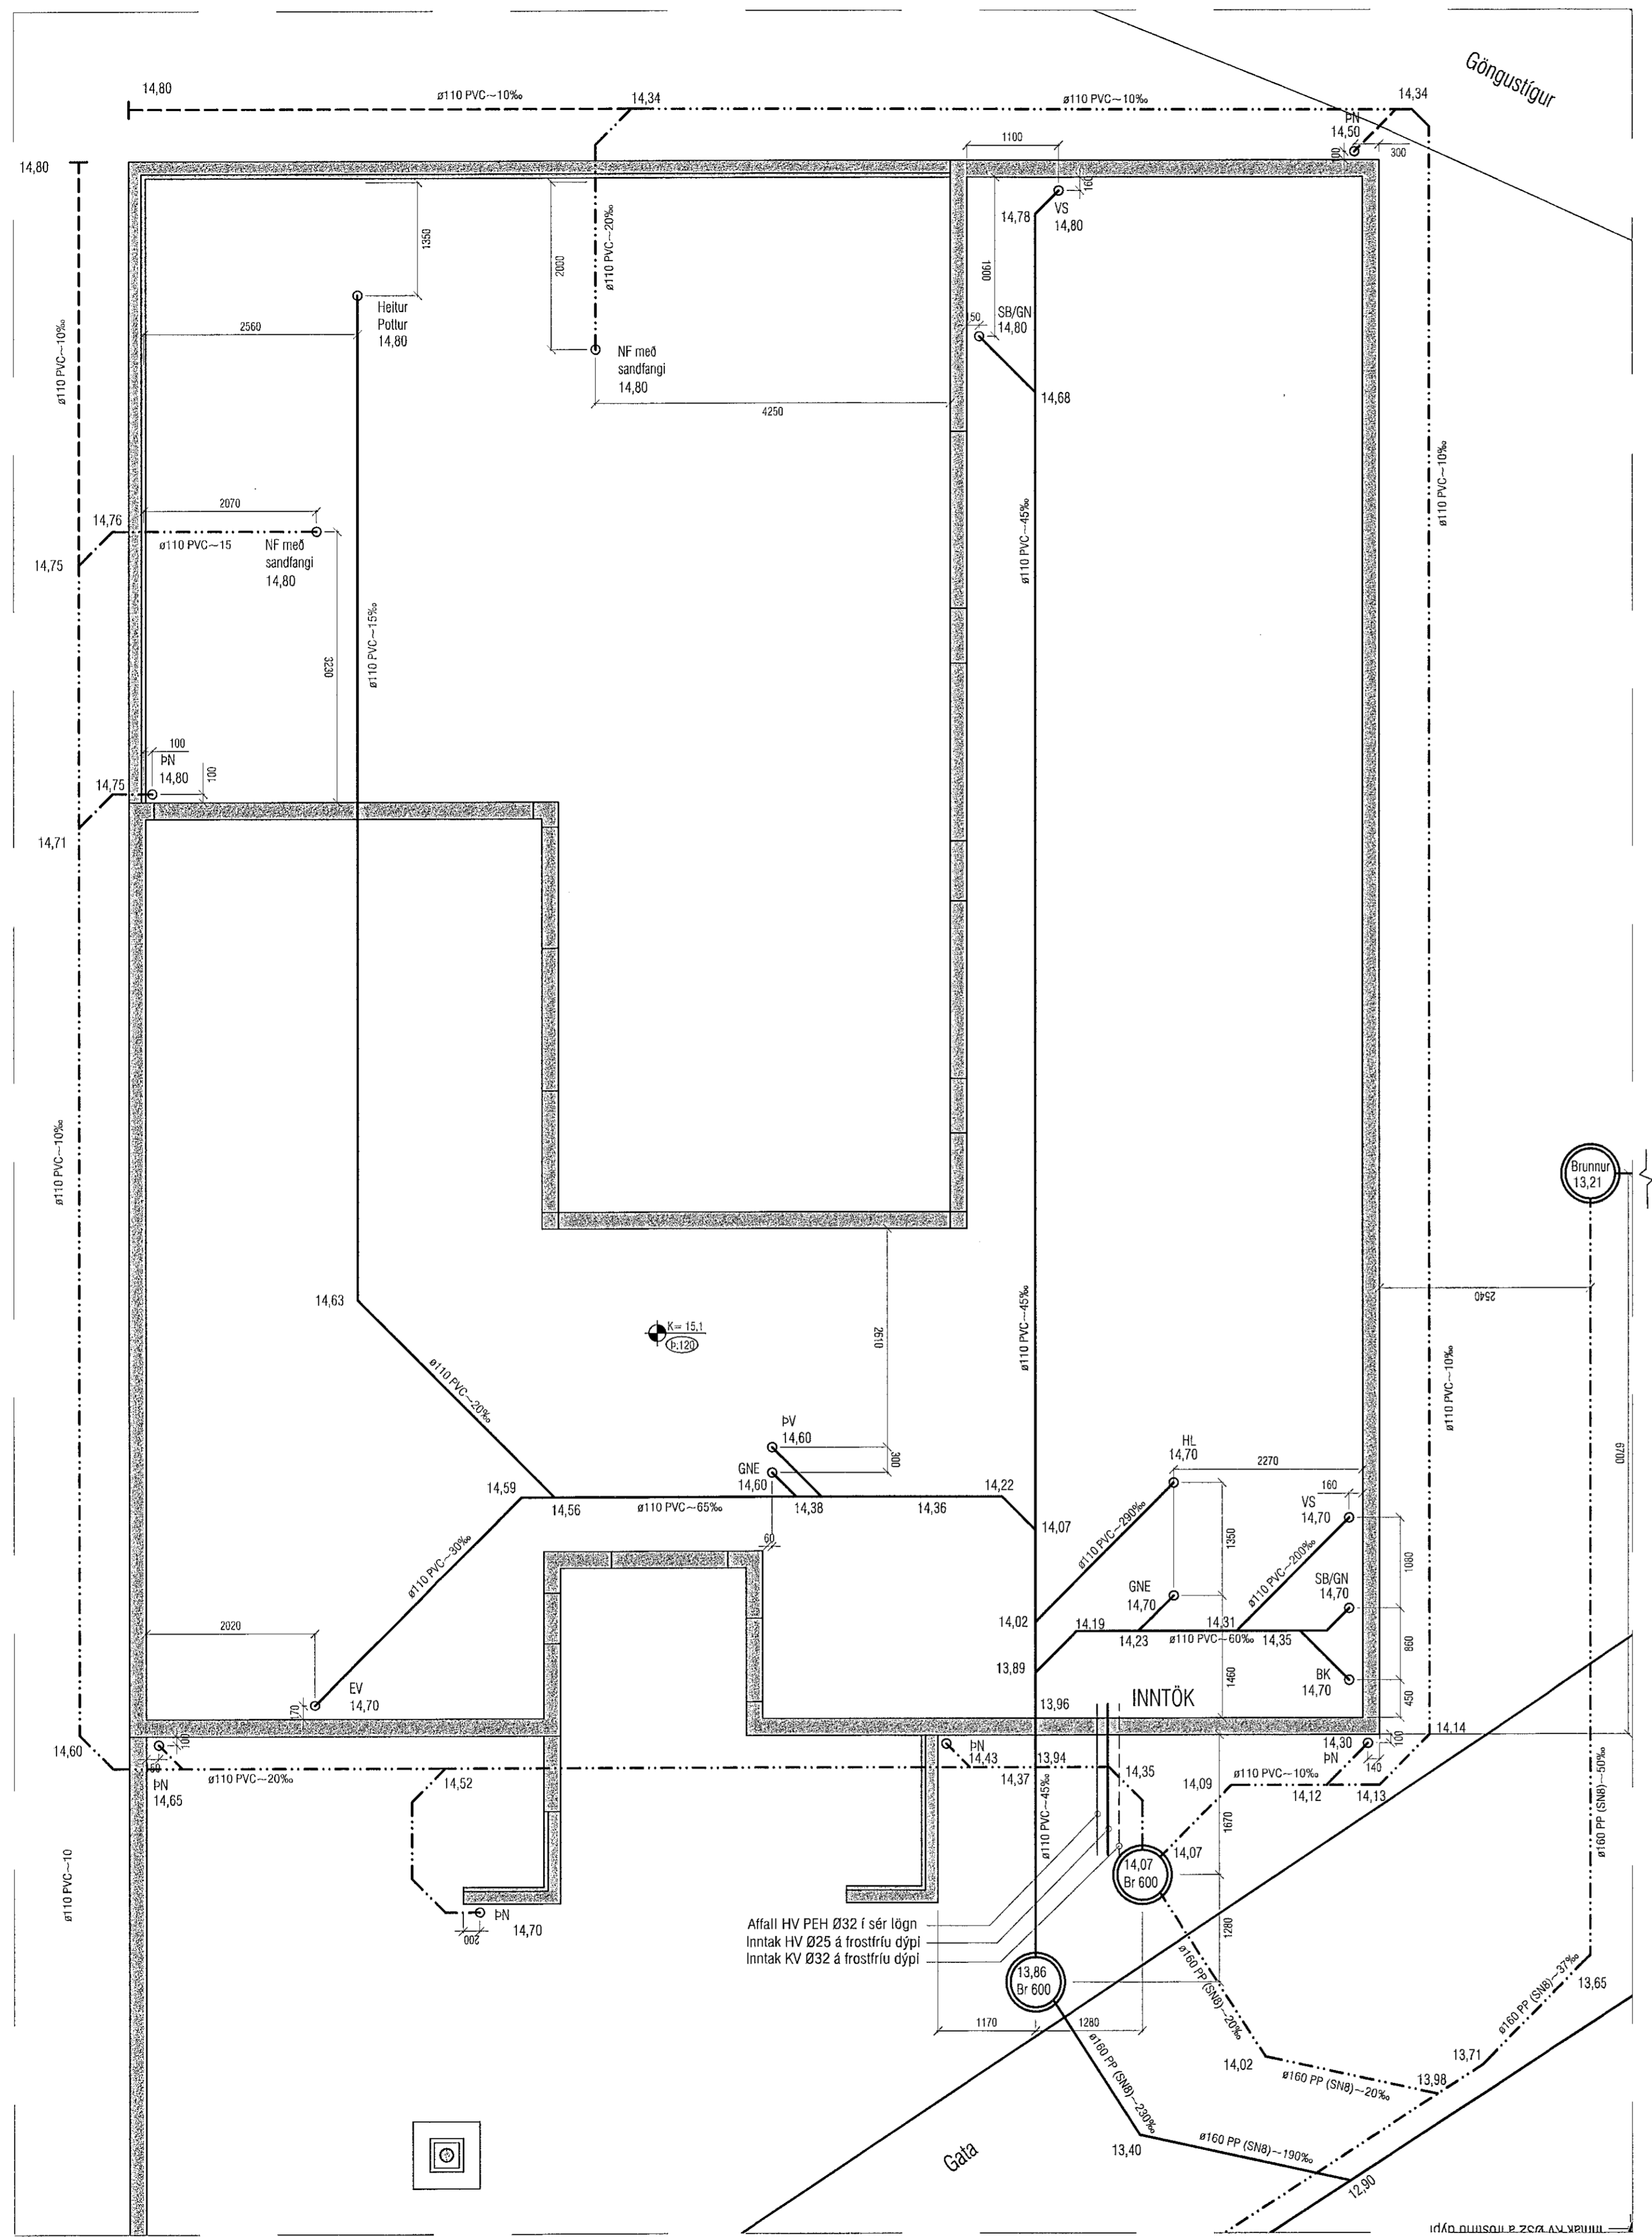 Göngustígur
14,80
ø110 PVC~10‰
14,34
ø110 PVC~10‰
14,34
ÞN
14,50
100
300
14,80
1100
160
14,78
VS
14,80
1350
2000
ø110 PVC~20‰
1900
Heitur
Pottur
14,80
2560
SB/GN
14,80
150
NF með
sandfangi
14,80
ø110 PVC~10‰
4250
14,68
ø110 PVC~10‰
2070
14,76
ø110 PVC~15
NF með
sandfangi
14,80
14,75
ø110 PVC~45‰
ø110 PVC~15‰
3230
100
ÞN
14,80
14,75
100
14,71
ø110 PVC~10‰
Brunnur
13,21
14,63
K= 15,1
Þ:120
2610
ø110 PVC~45‰
2540
ø110 PVC~10‰
ø110 PVC~20‰
ÞV
14,60
300
GNE
14,60
HL
14,70
2270
6700
14,59
14,56
ø110 PVC~65‰
14,38
14,36
14,22
14,07
160
VS
14,70
60
ø110 PVC~290‰
1350
ø110 PVC~200‰
1080
ø110 PVC~30‰
GNE
14,70
SB/GN
14,70
2020
14,02
14,19
14,23
14,31
ø110 PVC~60‰
14,35
860
13,89
1460
BK
14,70
EV
14,70
170
INNTÖK
450
13,96
14,14
14,60
100
50
ÞN
14,65
ø110 PVC~20‰
14,52
ÞN
14,43
14,37
13,94
14,35
14,09
ø110 PVC~10‰
14,30
ÞN
100
140
14,12
14,13
ø110 PVC~45‰
1670
ø160 PP (SN8)~50‰
14,07
14,07
Br 600
ø110 PVC~10
ÞN
14,70
200
Affall HV PEH Ø32 í sér lögn
Inntak HV Ø25 á frostfríu dýpi
Inntak KV Ø32 á frostfríu dýpi
1280
13,86
Br 600
ø160 PP (SN8)~20‰
ø160 PP (SN8)~37‰
13,65
1170
1280
ø160 PP (SN8)~230‰
14,02
ø160 PP (SN8)~20‰
13,71
13,98
13,40
ø160 PP (SN8)~190‰
Gata
12,90